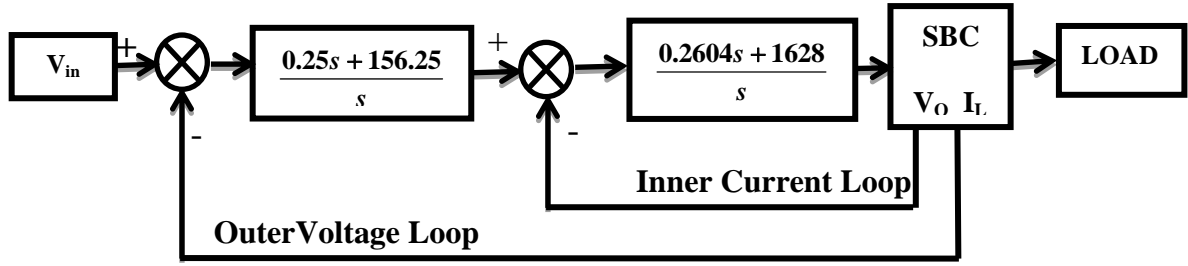 V_in
+
-
0.25s + 156.25
s
+
-
0.2604s + 1628
s
SBC
V_O I_L
LOAD
Inner Current Loop
OuterVoltage Loop